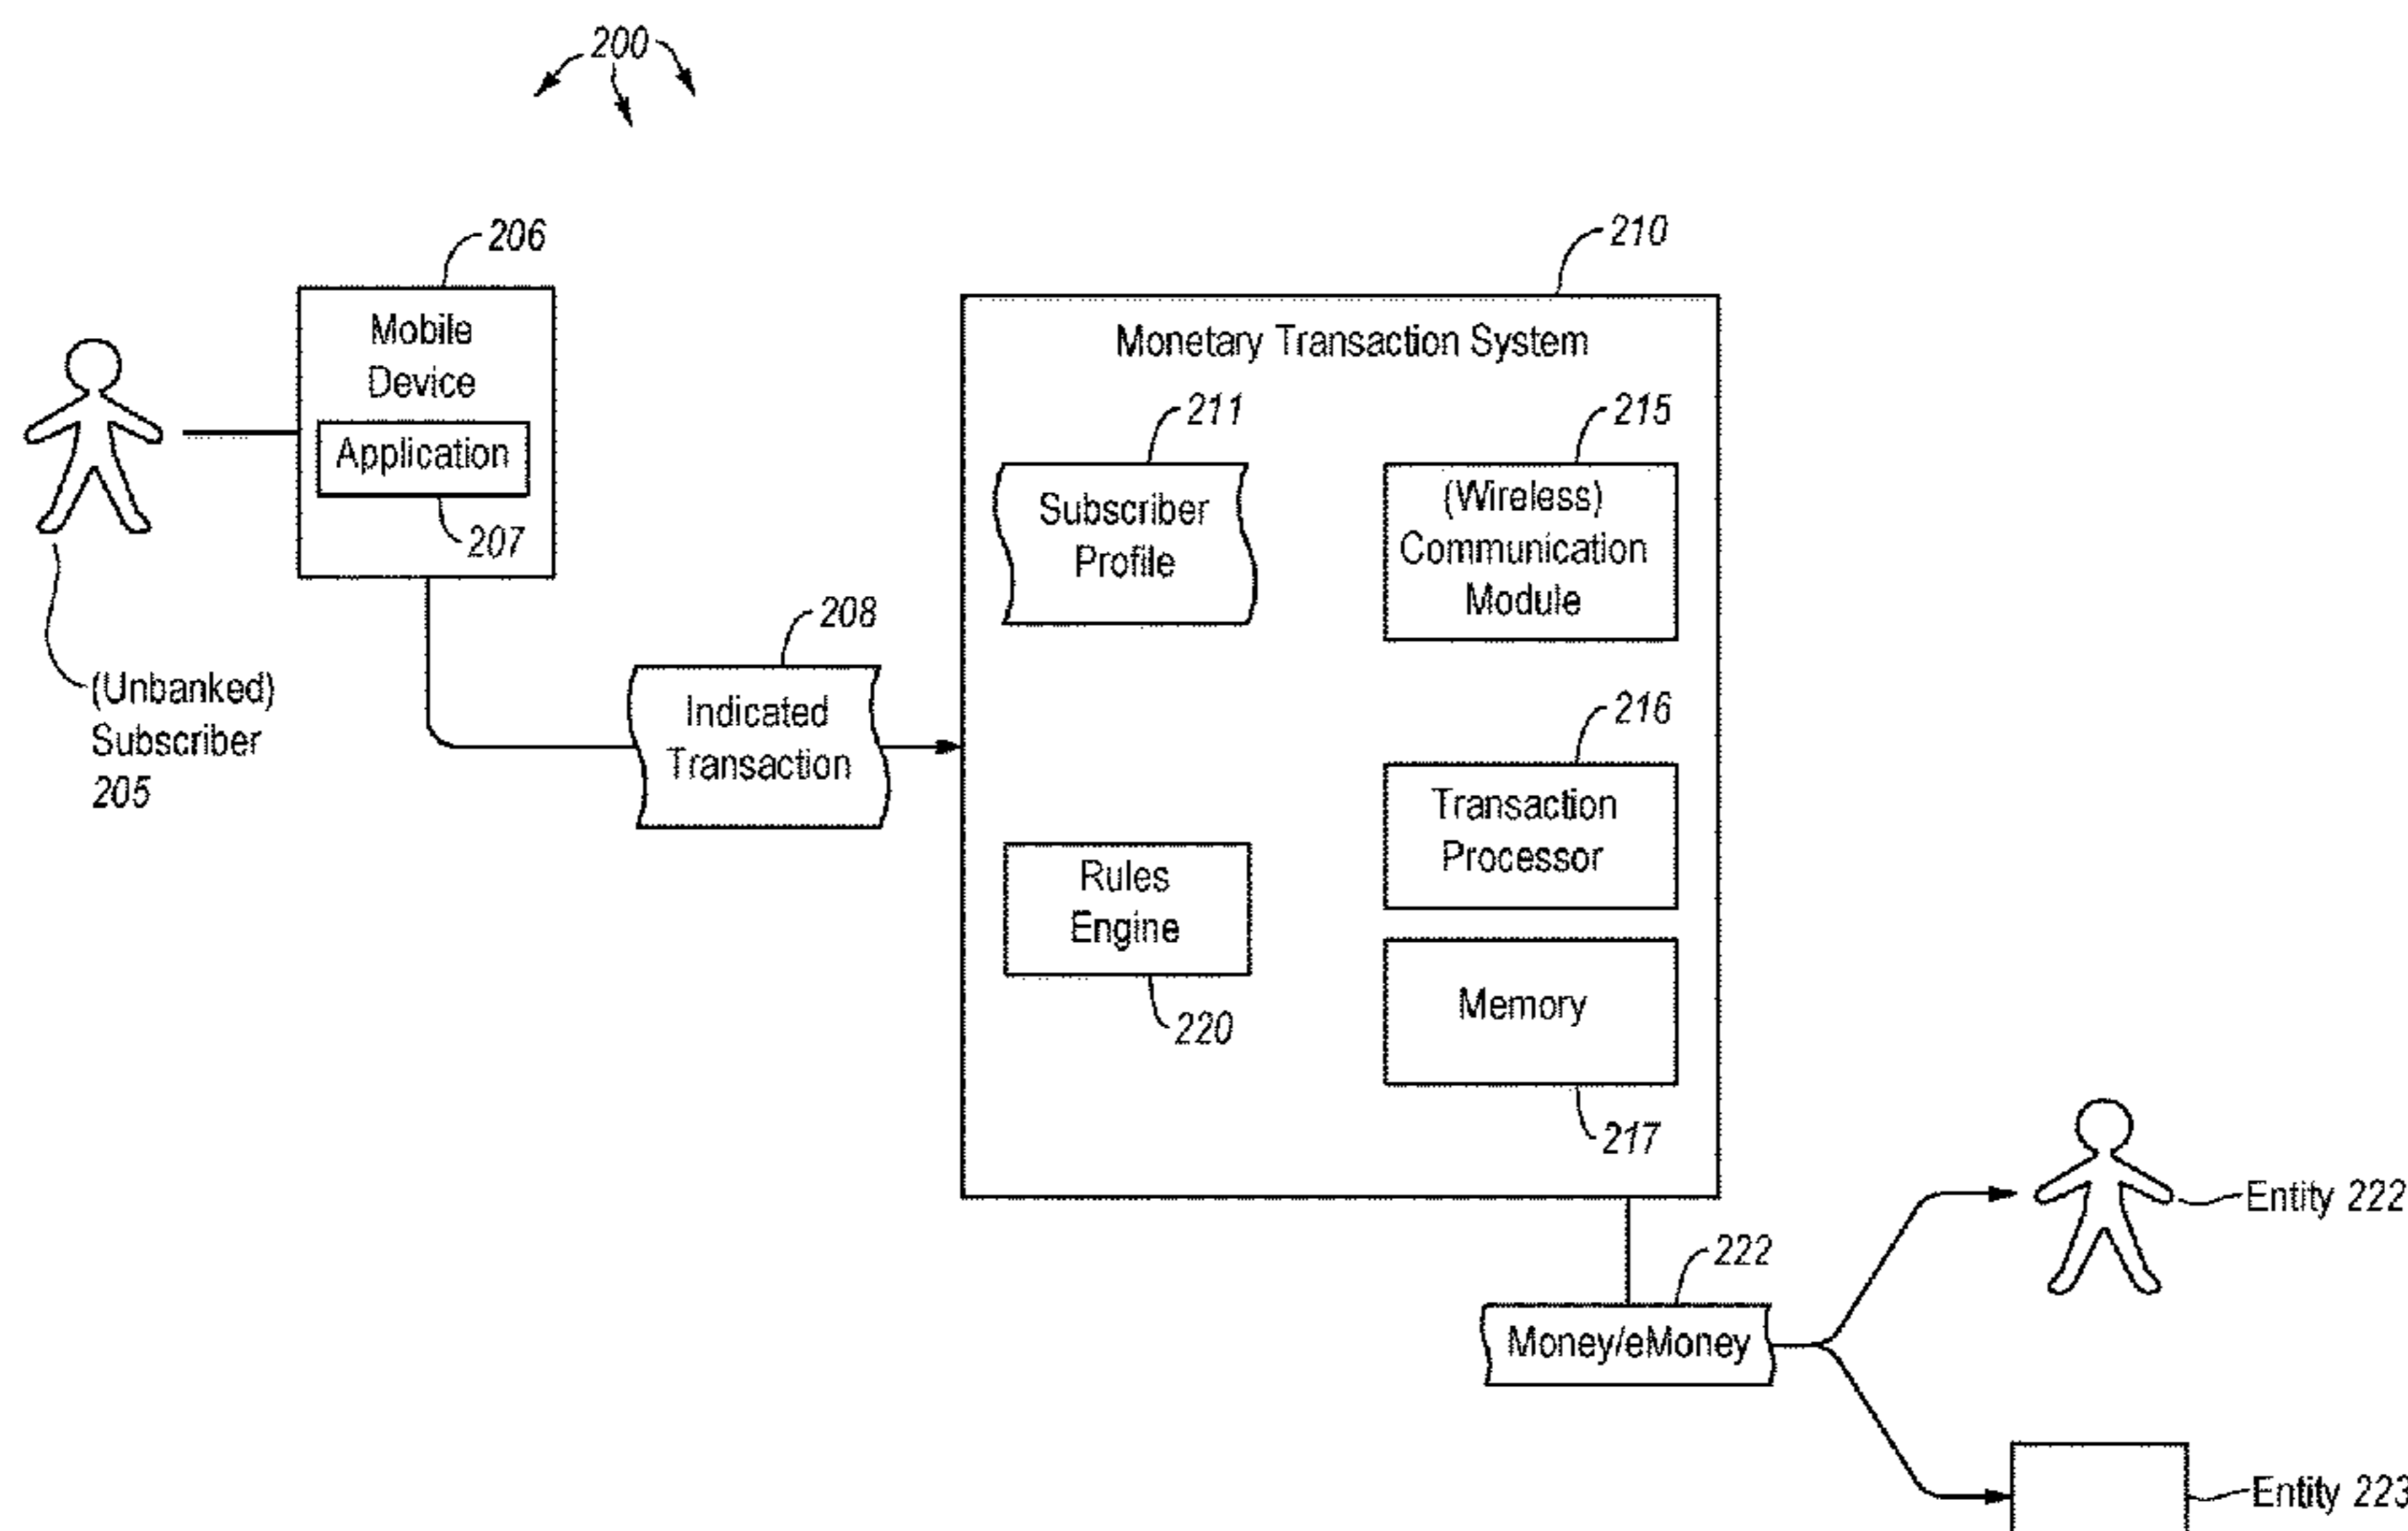 200
206
Mobile
Device
Application
207
(Unbanked)
Subscriber
205
208
Indicated
Transaction
210
Monetary Transaction System
211
Subscriber
Profile
215
(Wireless)
Communication
Module
216
Transaction
Processor
Rules
Engine
220
Memory
217
222
Money/eMoney
Entity 222
Entity 223